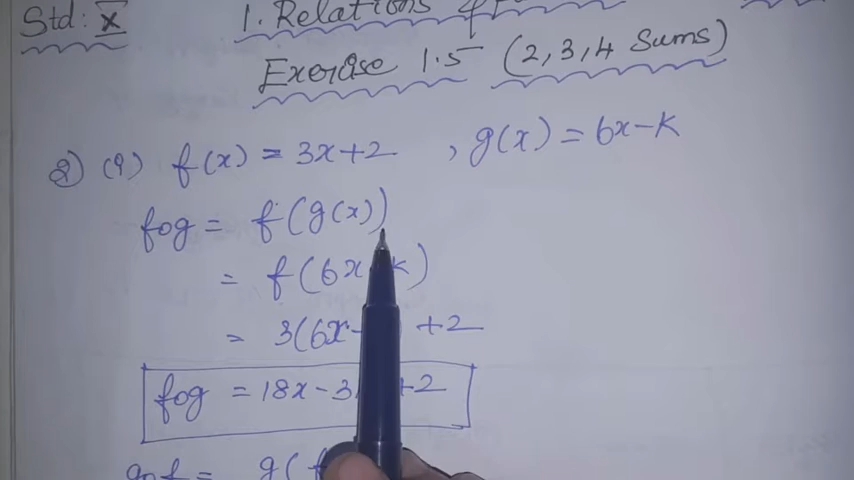 Std: X
1. Relations
Exercise 1.5 (2,3,4 Sums)
2) (i) f(x) = 3x+2 , g(x) = 6x-k
fog = f(g(x))
= f(6x k)
= 3(6x- ) +2
fog = 18x-3 +2
gof = g(